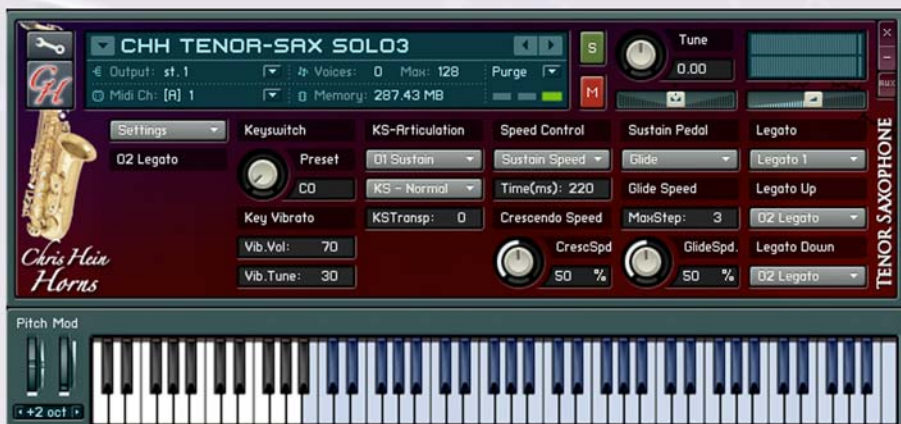 CHH TENOR-SAX SOLO3
Output: st.1 Voices: 0 Max: 128 Purge
Midi Ch: [A] 1 Memory: 287.43 MB
S
M
Tune
0.00
×
-
AUX
CH
Settings
02 Legato
Keyswitch
Preset
C0
Key Vibrato
Vib.Vol: 70
Vib.Tune: 30
KS-Articulation
01 Sustain
KS - Normal
KSTransp: 0
Speed Control
Sustain Speed
Time(ms): 220
Crescendo Speed
CrescSpd
50 %
Sustain Pedal
Glide
Glide Speed
MaxStep: 3
GlideSpd.
50 %
Legato
Legato 1
Legato Up
02 Legato
Legato Down
02 Legato
Chris Hein
Horns
TENOR SAXOPHONE
Pitch Mod
+2 oct